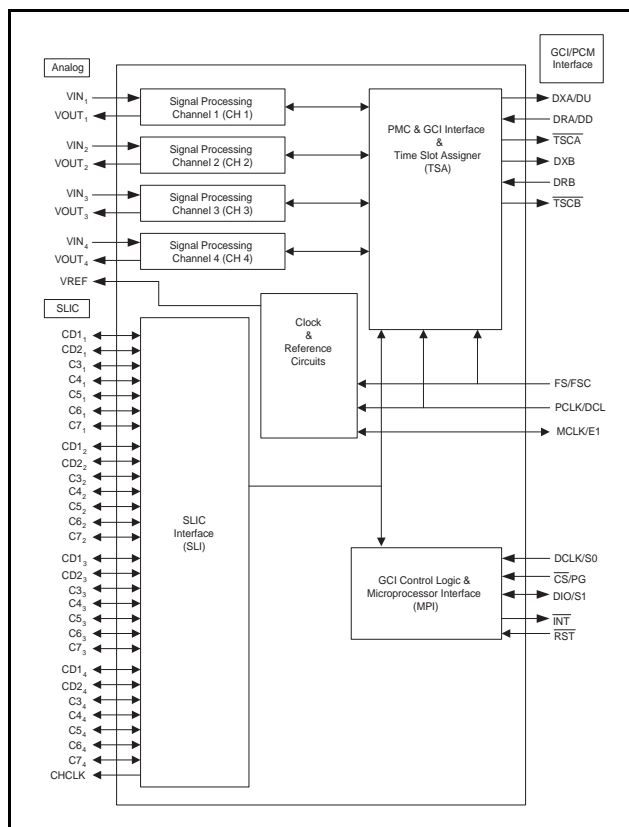 Analog
GCI/PCM
Interface
VIN₁
VOUT₁
Signal Processing
Channel 1 (CH 1)
VIN₂
VOUT₂
Signal Processing
Channel 2 (CH 2)
VIN₃
VOUT₃
Signal Processing
Channel 3 (CH 3)
VIN₄
VOUT₄
Signal Processing
Channel 4 (CH 4)
VREF
PMC & GCI Interface
&
Time Slot Assigner
(TSA)
DXA/DU
DRA/DD
TSCA
DXB
DRB
TSCB
SLIC
CD1₁
CD2₁
C3₁
C4₁
C5₁
C6₁
C7₁
CD1₂
CD2₂
C3₂
C4₂
C5₂
C6₂
C7₂
CD1₃
CD2₃
C3₃
C4₃
C5₃
C6₃
C7₃
CD1₄
CD2₄
C3₄
C4₄
C5₄
C6₄
C7₄
CHCLK
SLIC
Interface
(SLI)
Clock
&
Reference
Circuits
FS/FSC
PCLK/DCL
MCLK/E1
GCI Control Logic &
Microprocessor Interface
(MPI)
DCLK/S0
CS/PG
DIO/S1
INT
RST